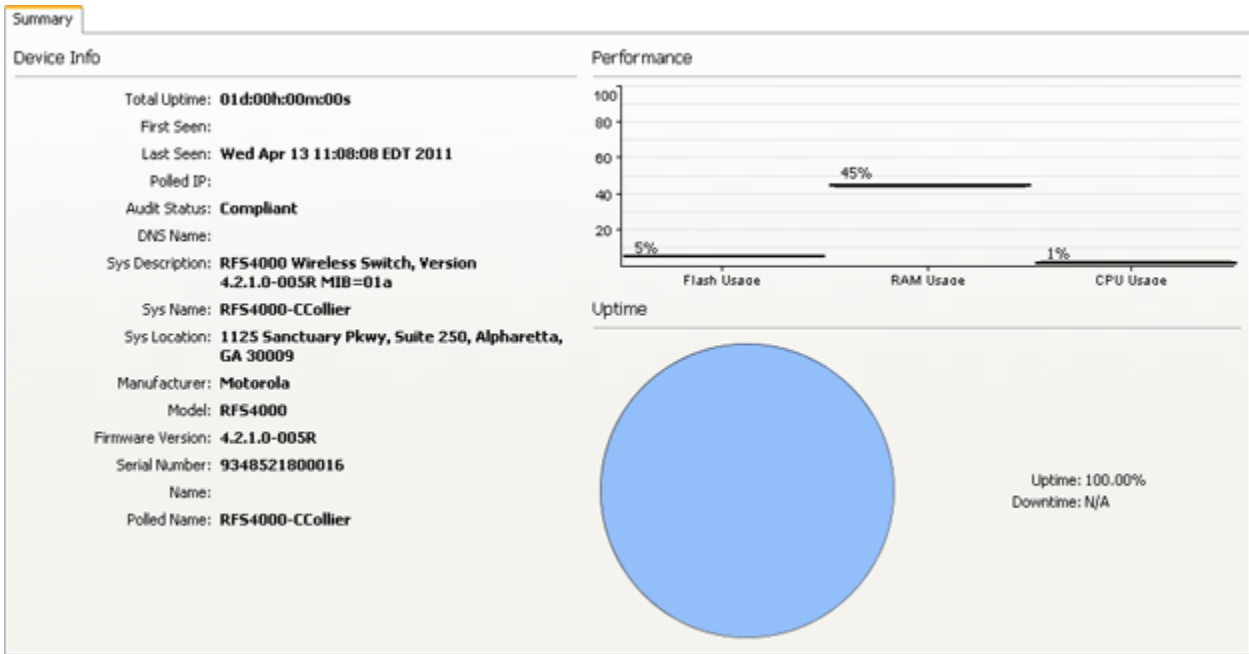 Summary
Device Info
Total Uptime: 01d:00h:00m:00s
First Seen:
Last Seen: Wed Apr 13 11:08:08 EDT 2011
Polled IP:
Audit Status: Compliant
DNS Name:
Sys Description: RFS4000 Wireless Switch, Version
4.2.1.0-005R MIB=01a
Sys Name: RFS4000-CCollier
Sys Location: 1125 Sanctuary Pkwy, Suite 250, Alpharetta,
GA 30009
Manufacturer: Motorola
Model: RFS4000
Firmware Version: 4.2.1.0-005R
Serial Number: 9348521800016
Name:
Polled Name: RFS4000-CCollier
Performance
100
80
60
40
20
5%
45%
1%
Flash Usage
RAM Usage
CPU Usage
Uptime
Uptime: 100.00%
Downtime: N/A